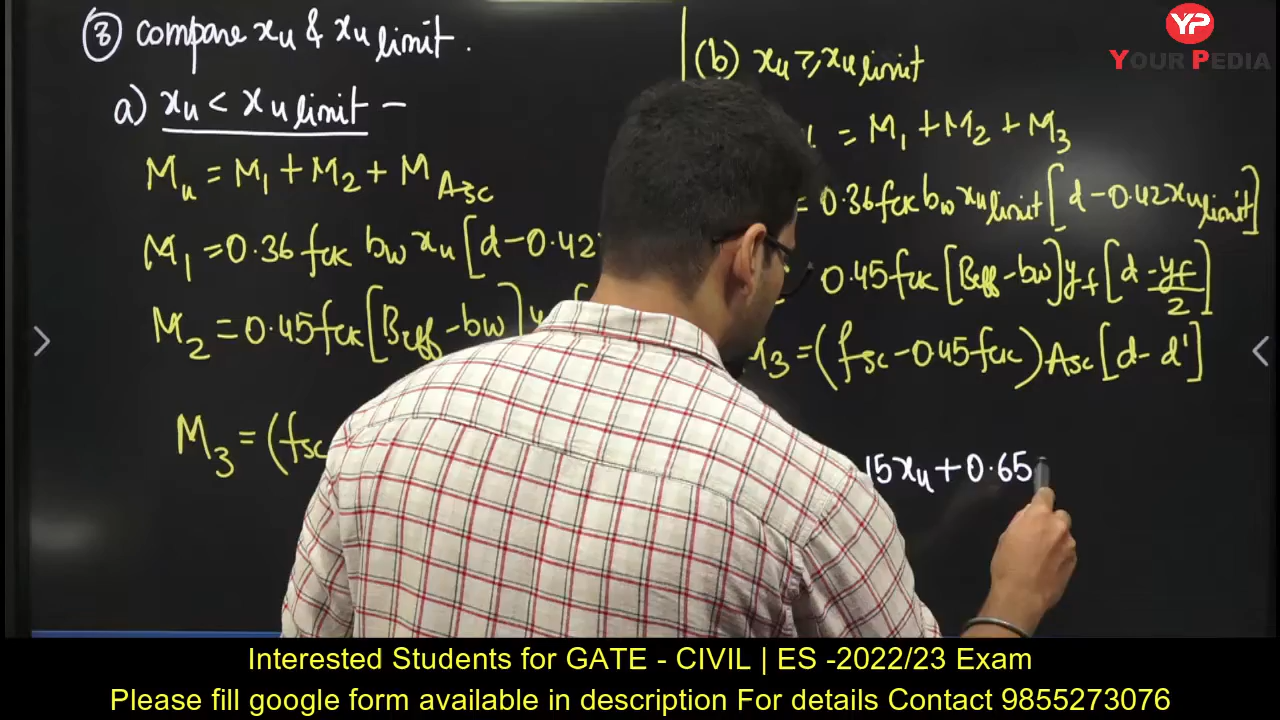 ③ compare xu & xu limit.
a) xu < xu limit –
Mu = M1 + M2 + MAsc
M1 = 0.36 fck bw xu [d – 0.42
M2 = 0.45 fck [Beff – bw] y
M3 = (fsc
(b) xu ≥ xu limit
= M1 + M2 + M3
= 0.36 fck bw xu limit [d – 0.42 xu limit]
0.45 fck [Beff – bw] yf [d – yf/2]
3 = (fsc – 0.45 fck) Asc [d – d']
15 xu + 0.65
YP
YOUR PEDIA
Interested Students for GATE - CIVIL | ES -2022/23 Exam
Please fill google form available in description For details Contact 9855273076